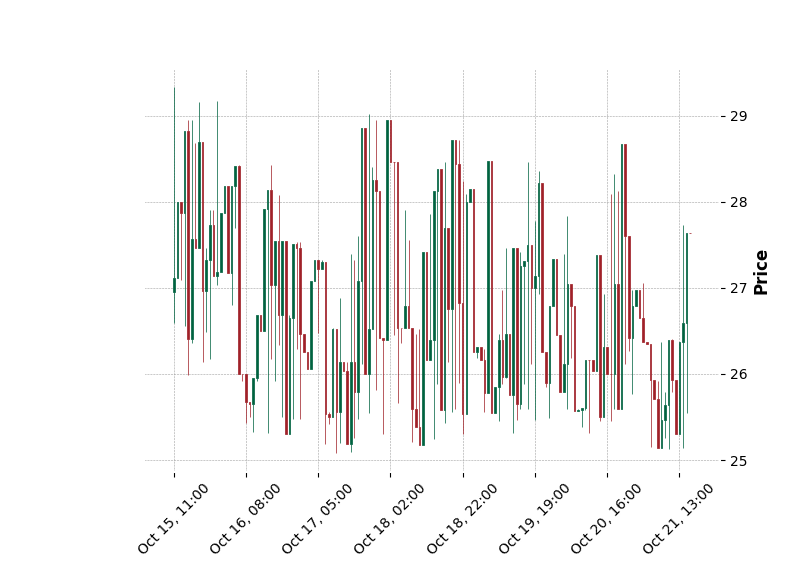 29
28
27
26
25
Price
Oct 15, 11:00
Oct 16, 08:00
Oct 17, 05:00
Oct 18, 02:00
Oct 18, 22:00
Oct 19, 19:00
Oct 20, 16:00
Oct 21, 13:00